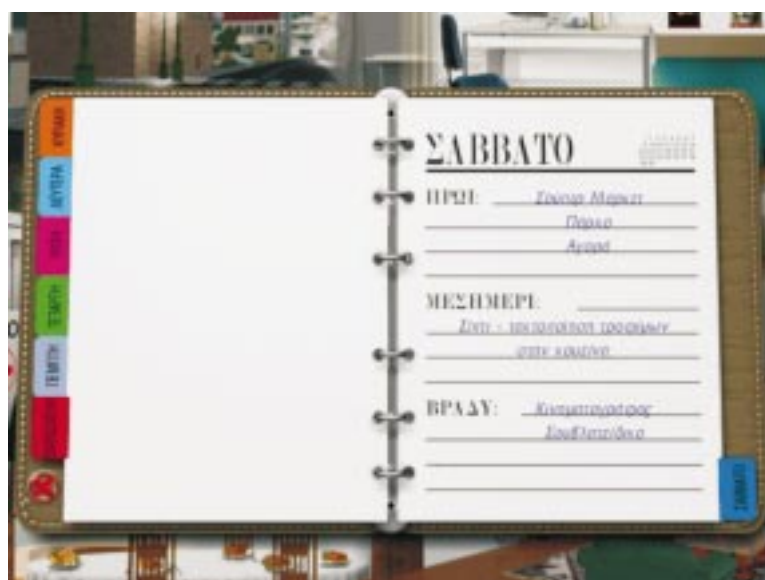 ΚΥΡΙΑΚΗ
ΔΕΥΤΕΡΑ
ΤΡΙΤΗ
ΤΕΤΑΡΤΗ
ΠΕΜΠΤΗ
ΣΑΒΒΑΤΟ
ΠΡΩΙ: Σούπερ Μάρκετ
Πάρκο
Αγορά
ΜΕΣΗΜΕΡΙ:
Σπίτι - τακτοποίηση τροφίμων
στην κουζίνα
ΒΡΑΔΥ: Κινηματογράφος
Σουβλατζίδικο
ΣΑΒΒΑΤΟ